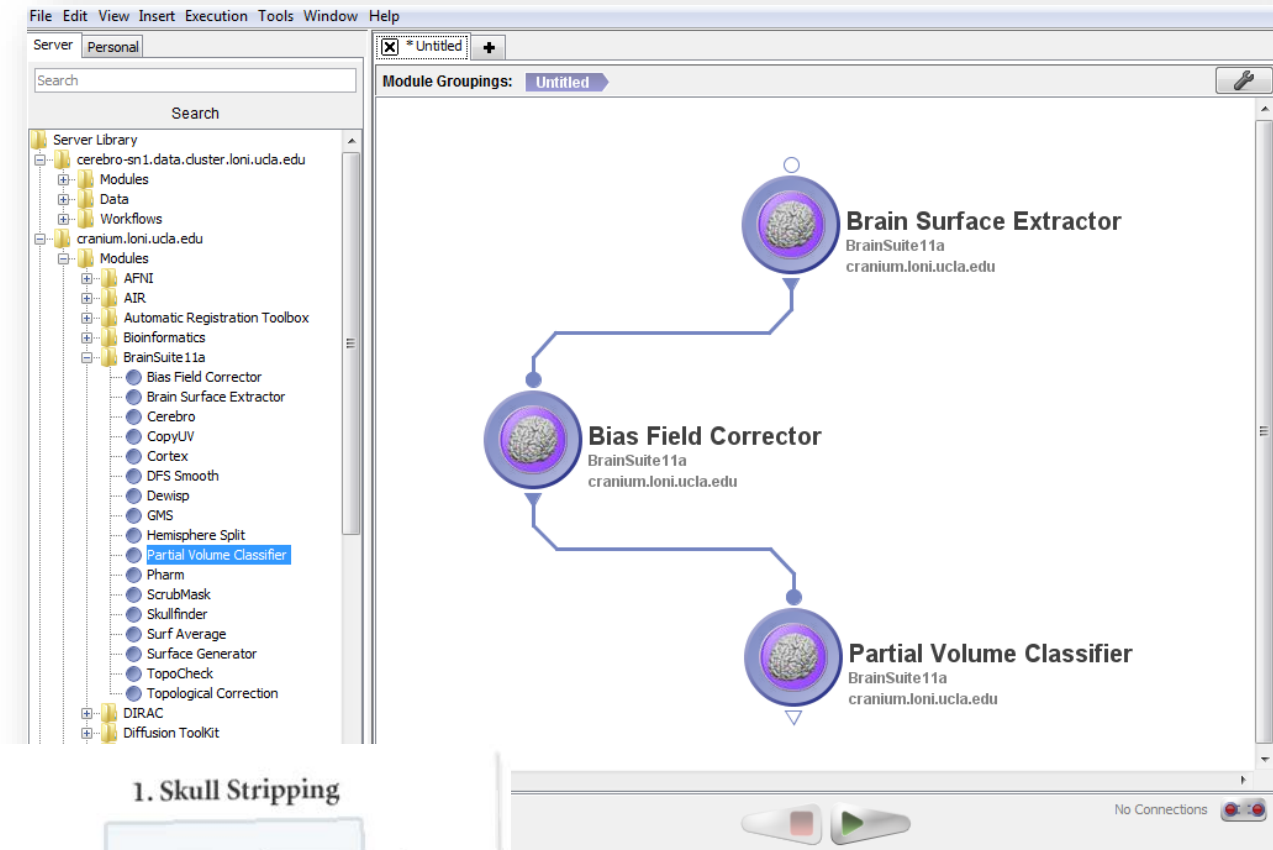 File Edit View Insert Execution Tools Window Help
Server Personal
* Untitled
Search
Module Groupings: Untitled
Search
Server Library
cerebro-sn1.data.cluster.loni.ucla.edu
Modules
Data
Workflows
cranium.loni.ucla.edu
Modules
AFNI
AIR
Automatic Registration Toolbox
Bioinformatics
BrainSuite11a
Bias Field Corrector
Brain Surface Extractor
Cerebro
CopyUV
Cortex
DFS Smooth
Dewisp
GMS
Hemisphere Split
Partial Volume Classifier
Pharm
ScrubMask
Skullfinder
Surf Average
Surface Generator
TopoCheck
Topological Correction
DIRAC
Diffusion ToolKit
Brain Surface Extractor
BrainSuite11a
cranium.loni.ucla.edu
Bias Field Corrector
BrainSuite11a
cranium.loni.ucla.edu
Partial Volume Classifier
BrainSuite11a
cranium.loni.ucla.edu
1. Skull Stripping
No Connections